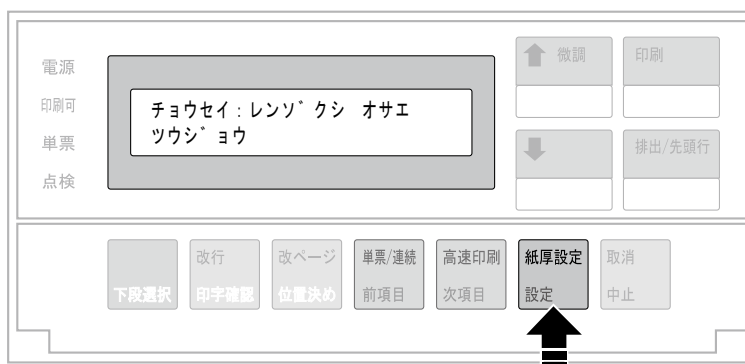 電源
印刷可
単票
点検
チョウセイ:レンゾクシ オサエ
ツウジョウ
微調
印刷
排出/先頭行
改行
改ページ
単票/連続
高速印刷
紙厚設定
取消
下段選択
印字確認
位置決め
前項目
次項目
設定
中止